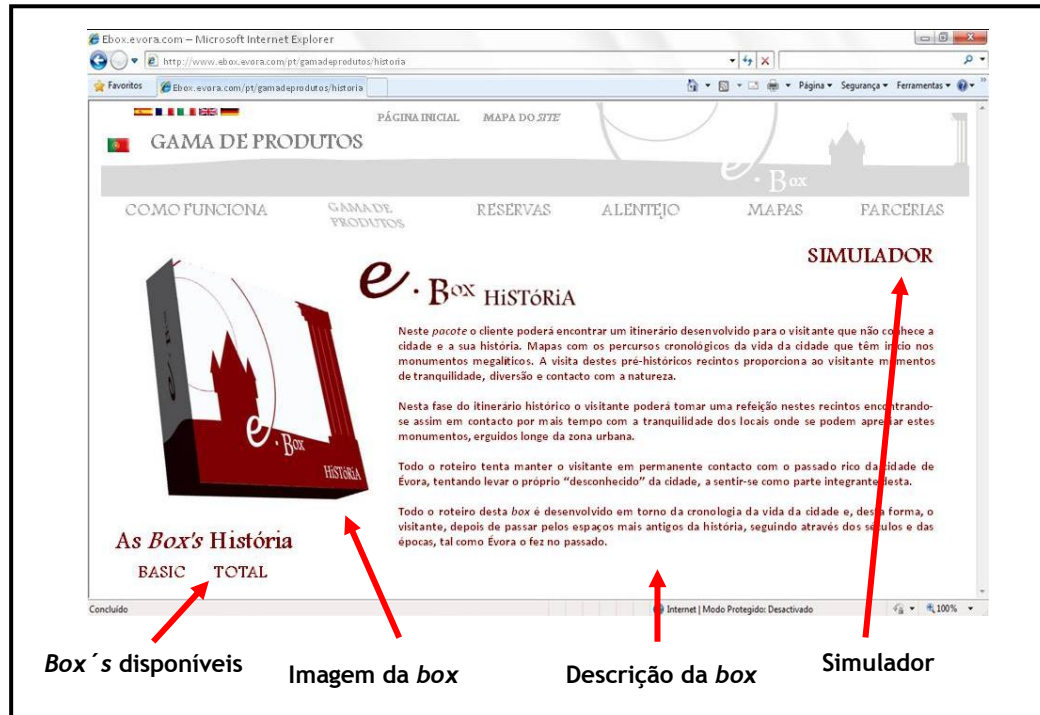 Ebox.evora.com – Microsoft Internet Explorer
http://www.ebox.evora.com/pt/gamadeprodutos/historia
Favoritos Ebox.evora.com/pt/gamadeprodutos/historia Página Segurança Ferramentas
PÁGINA INICIAL MAPA DO SITE
GAMA DE PRODUTOS
e. Box
COMO FUNCIONA GAMA DE PRODUTOS RESERVAS ALENTEJO MAPAS PARCERIAS
SIMULADOR
e. Box HiSTóRiA
Neste pacote o cliente poderá encontrar um itinerário desenvolvido para o visitante que não conhece a
cidade e a sua história. Mapas com os percursos cronológicos da vida da cidade que têm início nos
monumentos megalíticos. A visita destes pré-históricos recintos proporciona ao visitante momentos
de tranquilidade, diversão e contacto com a natureza.
Nesta fase do itinerário histórico o visitante poderá tomar uma refeição nestes recintos encontrando-
se assim em contacto por mais tempo com a tranquilidade dos locais onde se podem apreciar estes
monumentos, erguidos longe da zona urbana.
Todo o roteiro tenta manter o visitante em permanente contacto com o passado rico da cidade de
Évora, tentando levar o próprio “desconhecido” da cidade, a sentir-se como parte integrante desta.
Todo o roteiro desta box é desenvolvido em torno da cronologia da vida da cidade e, desta forma, o
visitante, depois de passar pelos espaços mais antigos da história, seguindo através dos séculos e das
épocas, tal como Évora o fez no passado.
e. Box
e. Box
HiSTóRiA
As Box's História
BASIC TOTAL
Concluído Internet | Modo Protegido: Desactivado 100%
Box´s disponíveis
Imagem da box
Descrição da box
Simulador